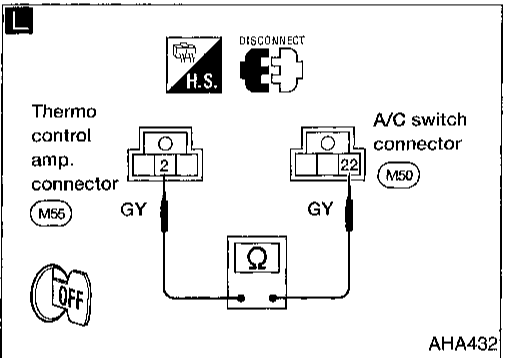 L
DISCONNECT
H.S.
Thermo
control
amp.
connector
M55
2
GY
A/C switch
connector
M50
22
GY
Ω
OFF
AHA432